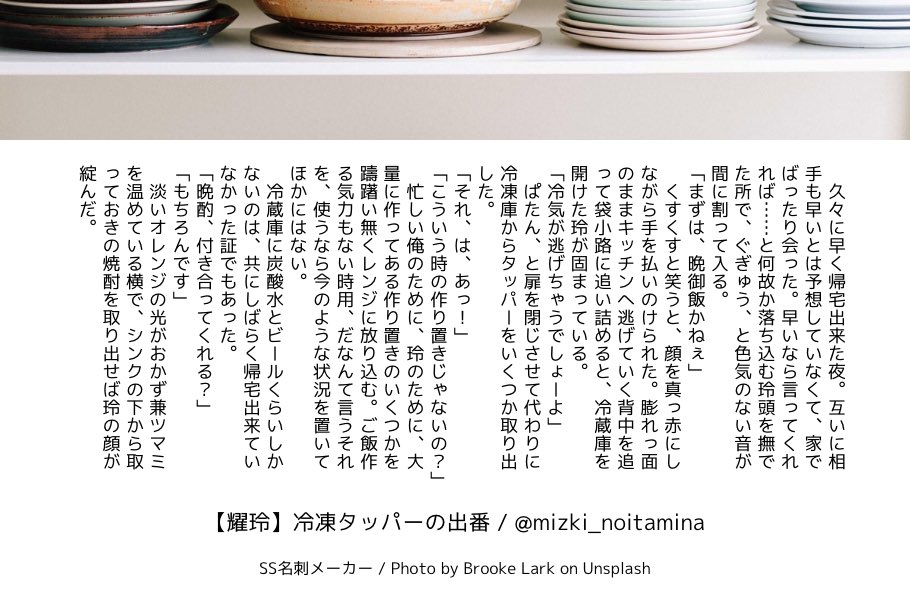 久々に早く帰宅出来た夜。互いに相
手も早いとは予想していなくて、家で
ばったり会った。早いなら言ってくれ
れば……と何故か落ち込む玲頭を撫で
た所で、ぐぎゅう、と色気のない音が
間に割って入る。
「まずは、晩御飯かねぇ」
　くすくすと笑うと、顔を真っ赤にし
ながら手を払いのけられた。膨れっ面
のままキッチンへ逃げていく背中を追
って袋小路に追い詰めると、冷蔵庫を
開けた玲が固まっている。
「冷気が逃げちゃうでしょーよ」
　ぱたん、と扉を閉じさせて代わりに
冷凍庫からタッパーをいくつか取り出
した。
「それ、は、あっ！」
「こういう時の作り置きじゃないの？」
　忙しい俺のために、玲のために、大
量に作ってある作り置きのいくつかを
躊躇い無くレンジに放り込む。ご飯作
る気力もない時用、だなんて言うそれ
を、使うなら今のような状況を置いて
ほかにはない。
　冷蔵庫に炭酸水とビールくらいしか
ないのは、共にしばらく帰宅出来てい
なかった証でもあった。
「晩酌、付き合ってくれる？」
「もちろんです」
　淡いオレンジの光がおかず兼ツマミ
を温めている横で、シンクの下から取
っておきの焼酎を取り出せば玲の顔が
綻んだ。
【耀玲】冷凍タッパーの出番 / @mizki_noitamina
SS名刺メーカー / Photo by Brooke Lark on Unsplash